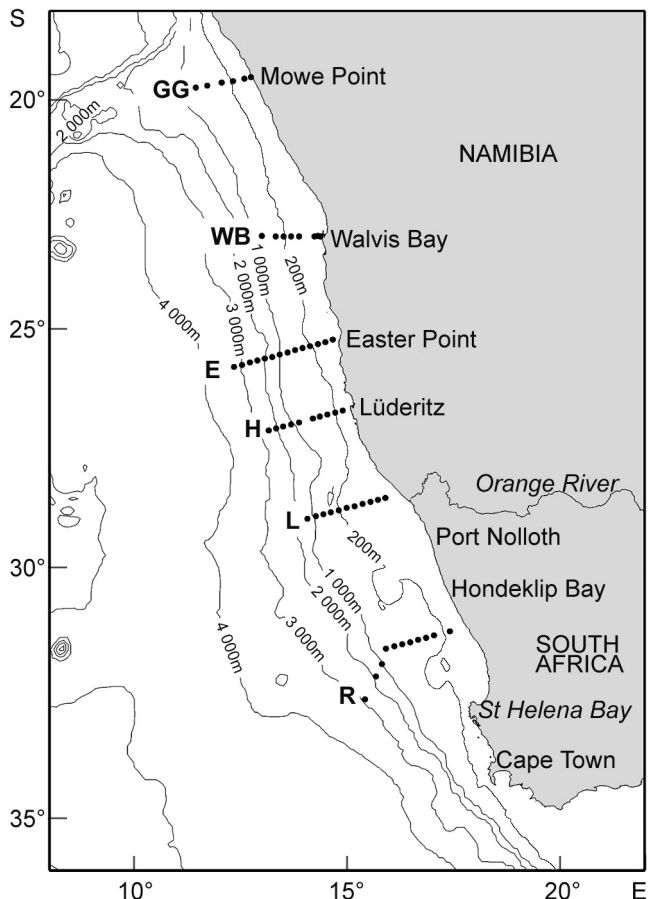 S
GG
Mowe Point
20°
2 000m
NAMIBIA
WB
Walvis Bay
1 000m
200m
2 000m
3 000m
4 000m
25°
Easter Point
E
Lüderitz
H
Orange River
L
Port Nolloth
200m
30°
1 000m
Hondeklip Bay
2 000m
3 000m
4 000m
SOUTH
AFRICA
R
St Helena Bay
Cape Town
35°
10°
15°
20°
E